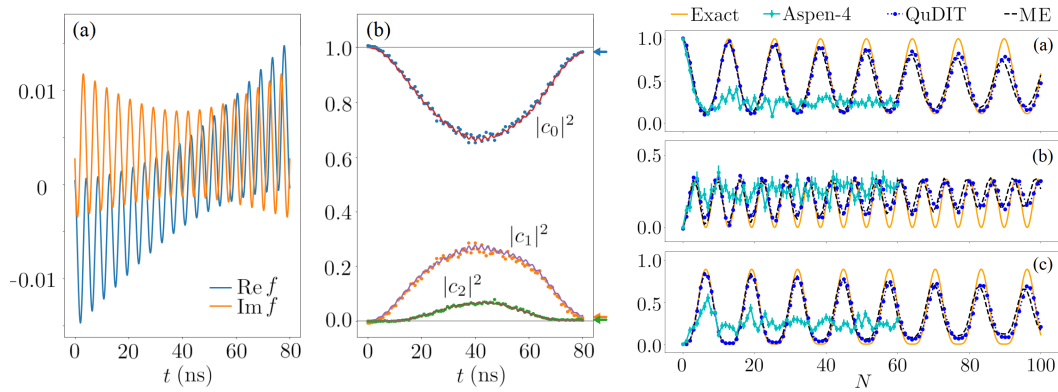 (a)
0.01
0
-0.01
Re f
Im f
0 20 40 60 80
t (ns)
(b)
1.0
0.8
0.6
0.4
0.2
0.0
|c₀|²
|c₁|²
|c₂|²
0 20 40 60 80
t (ns)
Exact Aspen-4 QuDIT ME
(a)
1.0
0.5
0.0
(b)
0.5
0.0
(c)
1.0
0.5
0.0
0 20 40 60 80 100
N